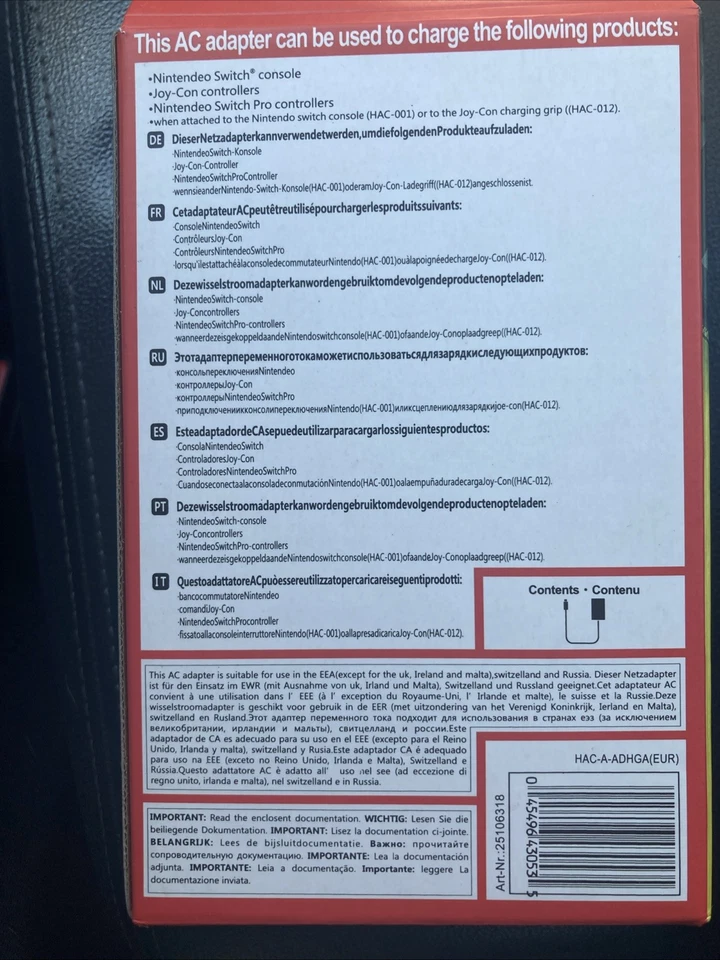 This AC adapter can be used to charge the following products:
•Nintendeo Switch® console
•Joy-Con controllers
•Nintendeo Switch Pro controllers
•when attached to the Nintendo switch console (HAC-001) or to the Joy-Con charging grip ((HAC-012).
DE DieserNetzadapterkannverwendetwerden,umdiefolgendenProdukteaufzuladen:
·NintendeoSwitch-Konsole
·Joy-Con-Controller
·NintendeoSwitchProController
·wennsieanderNintendo-Switch-Konsole(HAC-001)oderamJoy-Con-Ladegriff((HAC-012)angeschlossenist.
FR CetadaptateurACpeutêtreutilisépourchargerlesproduitssuivants:
·ConsoleNintendeoSwitch
·ContrôleursJoy-Con
·ContrôleursNintendeoSwitchPro
·lorsqu'ilestattachéàlaconsoledecommutateurNintendo(HAC-001)ouàlapoignéedechargeJoy-Con((HAC-012).
NL Dezewisselstroomadapterkanwordengebruiktomdevolgendeproductenopteladen:
·NintendeoSwitch-console
·Joy-Concontrollers
·NintendeoSwitchPro-controllers
·wanneerdezeisgekoppeldaandeNintendoswitchconsole(HAC-001)ofaandeJoy-Conoplaadgreep((HAC-012).
RU Этотадаптерпеременноготокаможетиспользоватьсядлязарядкиследующихпродуктов:
·консольпереключенияNintendeo
·контроллерыJoy-Con
·контроллерыNintendeoSwitchPro
·приподключенииkконсолипереключенияNintendo(HAC-001)иликсцеплениюдлязарядкиjoe-con(HAC-012).
ES EsteadaptadordeCAsepuedeutilizarparacargarlossiguientesproductos:
·ConsolaNintendeoSwitch
·ControladoresJoy-Con
·ControladoresNintendeoSwitchPro
·CuandoseconectaalaconsoladeconmutaciónNintendo(HAC-001)oalaempuñaduradecargaJoy-Con((HAC-012).
PT Dezewisselstroomadapterkanwordengebruiktomdevolgendeproductenopteladen:
·NintendeoSwitch-console
·Joy-Concontrollers
·NintendeoSwitchPro-controllers
·wanneerdezeisgekoppeldaandeNintendoswitchconsole(HAC-001)ofaandeJoy-Conoplaadgreep((HAC-012).
IT QuestoadattatoreACpuòessereutilizzatopercaricareiseguentiprodotti:
·bancocommutatoreNintendeo
·comandiJoy-Con
·NintendeoSwitchProcontroller
·fissatoallaconsoleinterruttoreNintendo(HAC-001)oallapresadicaricaJoy-Con(HAC-012).
Contents • Contenu
This AC adapter is suitable for use in the EEA(except for the uk, Ireland and malta),switzerland and Russia. Dieser Netzadapter
ist für den Einsatz im EWR (mit Ausnahme von uk, Irland und Malta), Switzerland und Russland geeignet.Cet adaptateur AC
convient à une utilisation dans l' EEE (à l' exception du Royaume-Uni, l' Irlande et malte), le suisse et la Russie.Deze
wisselstroomadapter is geschikt voor gebruik in de EER (met uitzondering van het Verenigd Koninkrijk, Ierland en Malta),
switzerland en Rusland.Этот адаптер переменного тока подходит для использования в странах еэз (за исключением
великобритании, ирландии и мальты), свитцелланд и россии.Este
adaptador de CA es adecuado para su uso en el EEE (excepto para el Reino
Unido, Irlanda y malta), switzerland y Rusia.Este adaptador CA é adequado
para uso na EEE (exceto no Reino Unido, Irlanda e Malta), Switzerland e
Rússia.Questo adattatore AC è adatto all' uso nel see (ad eccezione di
regno unito, irlanda e malta), nel switzerland e in Russia.
HAC-A-ADHGA(EUR)
Art-Nr.:25106318
0 45496 43053 5
IMPORTANT: Read the enclosent documentation. WICHTIG: Lesen Sie die
beiliegende Dokumentation. IMPORTANT: Lisez la documentation ci-jointe.
BELANGRIJK: Lees de bijsluitdocumentatie. Важно: прочитайте
сопроводительную документацию. IMPORTANTE: Lea la documentación
adjunta. IMPORTANTE: Leia a documentação. Importante: leggere La
documentazione inviata.